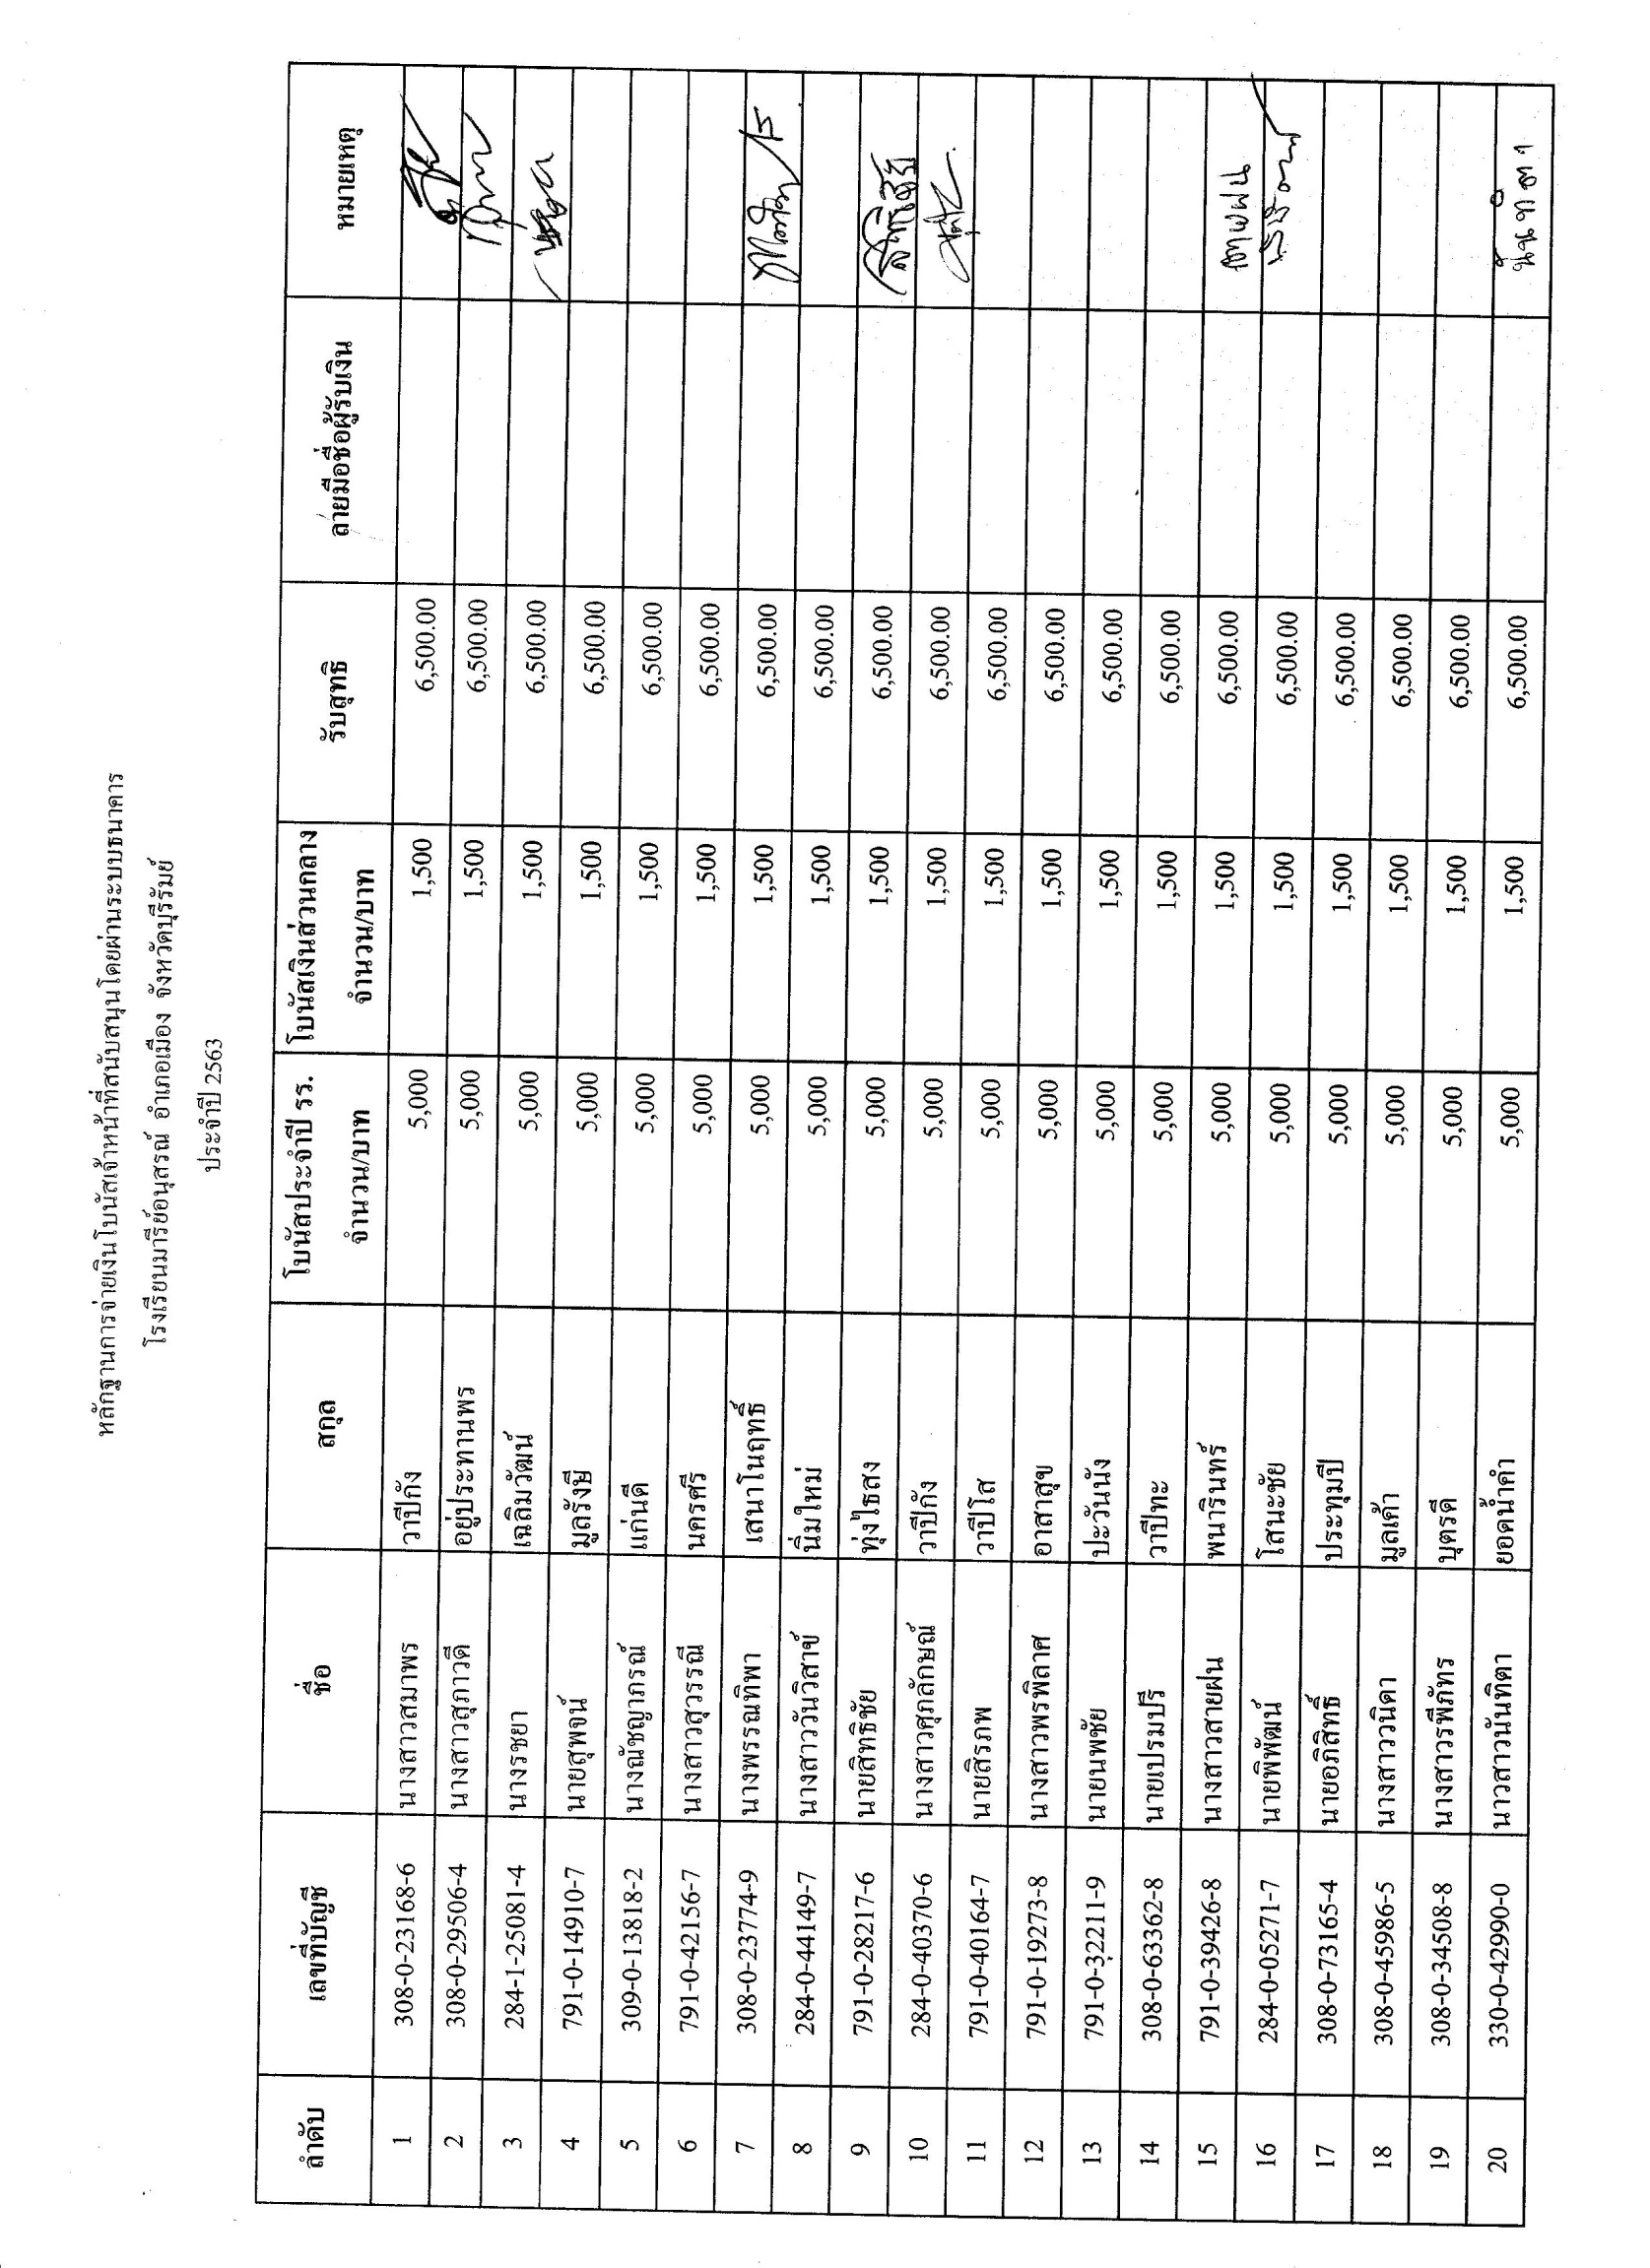 หลักฐานการจ่ายเงินโบนัสเจ้าหน้าที่สนับสนุนโดยผ่านระบบธนาคาร
โรงเรียนมารีย์อนุสรณ์ อำเภอเมือง จังหวัดบุรีรัมย์
ประจำปี 2563
ลำดับ เลขที่บัญชี ชื่อ สกุล โบนัสประจำปี รร. จำนวน/บาท โบนัสเงินส่วนกลาง จำนวน/บาท รับสุทธิ ลายมือชื่อผู้รับเงิน หมายเหตุ
1 308-0-23168-6 นางสาวสมาพร วาปีกัง 5,000 1,500 6,500.00
2 308-0-29506-4 นางสาวสุภาวดี อยู่ประทานพร 5,000 1,500 6,500.00
3 284-1-25081-4 นางรชยา เฉลิมวัฒน์ 5,000 1,500 6,500.00
4 791-0-14910-7 นายสุพจน์ มูลรังษี 5,000 1,500 6,500.00
5 309-0-13818-2 นางณัชญาภรณ์ แก่นดี 5,000 1,500 6,500.00
6 791-0-42156-7 นางสาวสุวรรณี นครศรี 5,000 1,500 6,500.00
7 308-0-23774-9 นางพรรณทิพา เสนาโนฤทธิ์ 5,000 1,500 6,500.00
8 284-0-44149-7 นางสาววันวิสาข์ นิ่มใหม่ 5,000 1,500 6,500.00
9 791-0-28217-6 นายสิทธิชัย ทุ่งไธสง 5,000 1,500 6,500.00 สิทธิชัย
10 284-0-40370-6 นางสาวศุภลักษณ์ วาปีกัง 5,000 1,500 6,500.00
11 791-0-40164-7 นายสิรภพ วาปีโส 5,000 1,500 6,500.00
12 791-0-19273-8 นางสาวพรพิลาศ อาสาสุข 5,000 1,500 6,500.00
13 791-0-32211-9 นายนพชัย ปะวันนัง 5,000 1,500 6,500.00
14 308-0-63362-8 นายเปรมปรี วาปีทะ 5,000 1,500 6,500.00
15 791-0-39426-8 นางสาวสายฝน พนารินทร์ 5,000 1,500 6,500.00 สายฝน
16 284-0-05271-7 นายพิพัฒน์ โสนะชัย 5,000 1,500 6,500.00
17 308-0-73165-4 นายอภิสิทธิ์ ประทุมปี 5,000 1,500 6,500.00
18 308-0-45986-5 นางสาววนิดา มูลเค้า 5,000 1,500 6,500.00
19 308-0-34508-8 นางสาวรพีภัทร บุตรดี 5,000 1,500 6,500.00
20 330-0-42990-0 นาวสาวนันทิตา ยอดน้ำคำ 5,000 1,500 6,500.00 นันทิตา